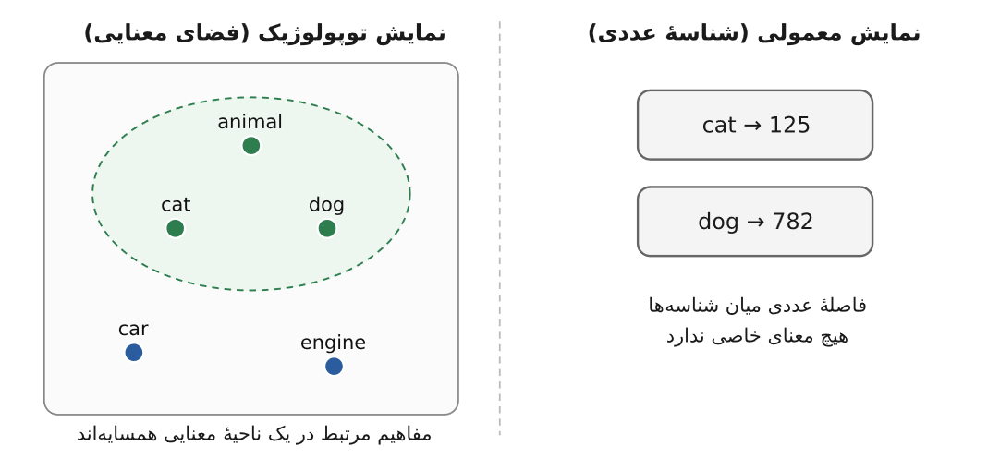 نمایش معمولی (شناسهٔ عددی)
cat → 125
dog → 782
فاصلهٔ عددی میان شناسه‌ها
هیچ معنای خاصی ندارد
نمایش توپولوژیک (فضای معنایی)
animal
cat
dog
car
engine
مفاهیم مرتبط در یک ناحیهٔ معنایی همسایه‌اند